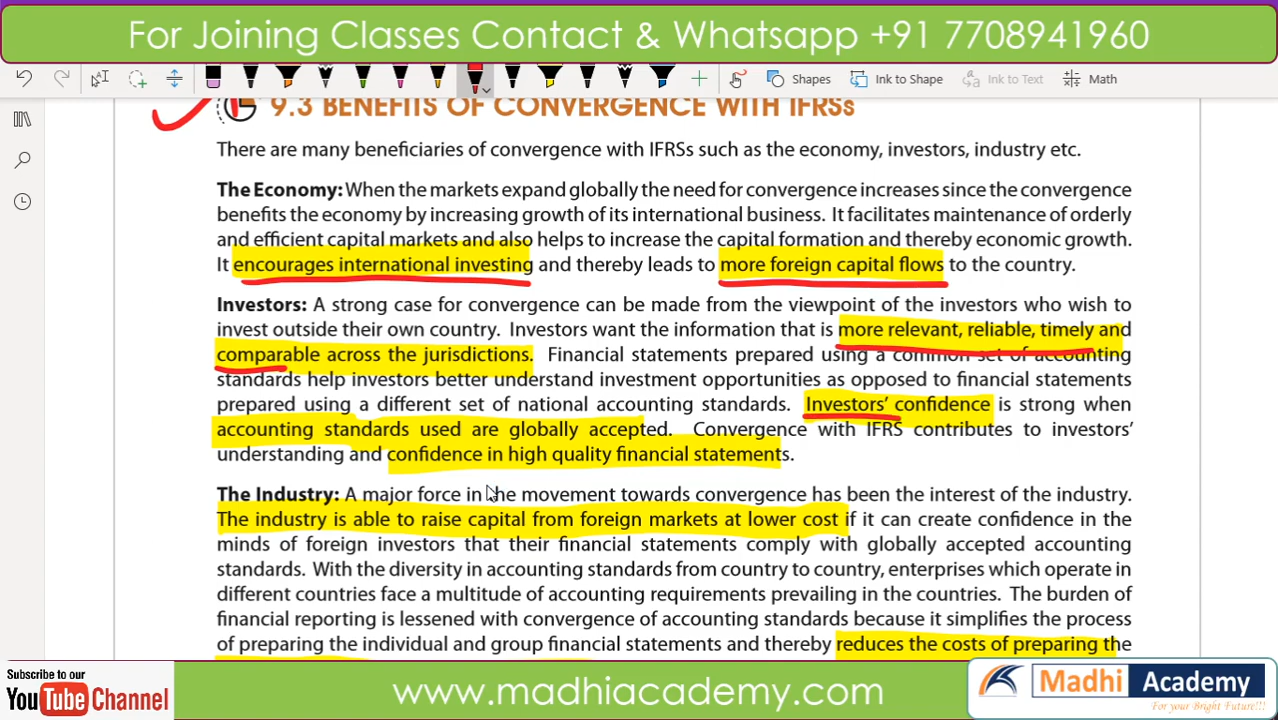 For Joining Classes Contact & Whatsapp +91 7708941960
Shapes Ink to Shape Ink to Text Math
9.3 BENEFITS OF CONVERGENCE WITH IFRSs
There are many beneficiaries of convergence with IFRSs such as the economy, investors, industry etc.
The Economy: When the markets expand globally the need for convergence increases since the convergence
benefits the economy by increasing growth of its international business. It facilitates maintenance of orderly
and efficient capital markets and also helps to increase the capital formation and thereby economic growth.
It encourages international investing and thereby leads to more foreign capital flows to the country.
Investors: A strong case for convergence can be made from the viewpoint of the investors who wish to
invest outside their own country. Investors want the information that is more relevant, reliable, timely and
comparable across the jurisdictions. Financial statements prepared using a common set of accounting
standards help investors better understand investment opportunities as opposed to financial statements
prepared using a different set of national accounting standards. Investors' confidence is strong when
accounting standards used are globally accepted. Convergence with IFRS contributes to investors'
understanding and confidence in high quality financial statements.
The Industry: A major force in the movement towards convergence has been the interest of the industry.
The industry is able to raise capital from foreign markets at lower cost if it can create confidence in the
minds of foreign investors that their financial statements comply with globally accepted accounting
standards. With the diversity in accounting standards from country to country, enterprises which operate in
different countries face a multitude of accounting requirements prevailing in the countries. The burden of
financial reporting is lessened with convergence of accounting standards because it simplifies the process
of preparing the individual and group financial statements and thereby reduces the costs of preparing the
Subscribe to our
YouTube Channel
www.madhiacademy.com
Madhi Academy
For your Bright Future!!!